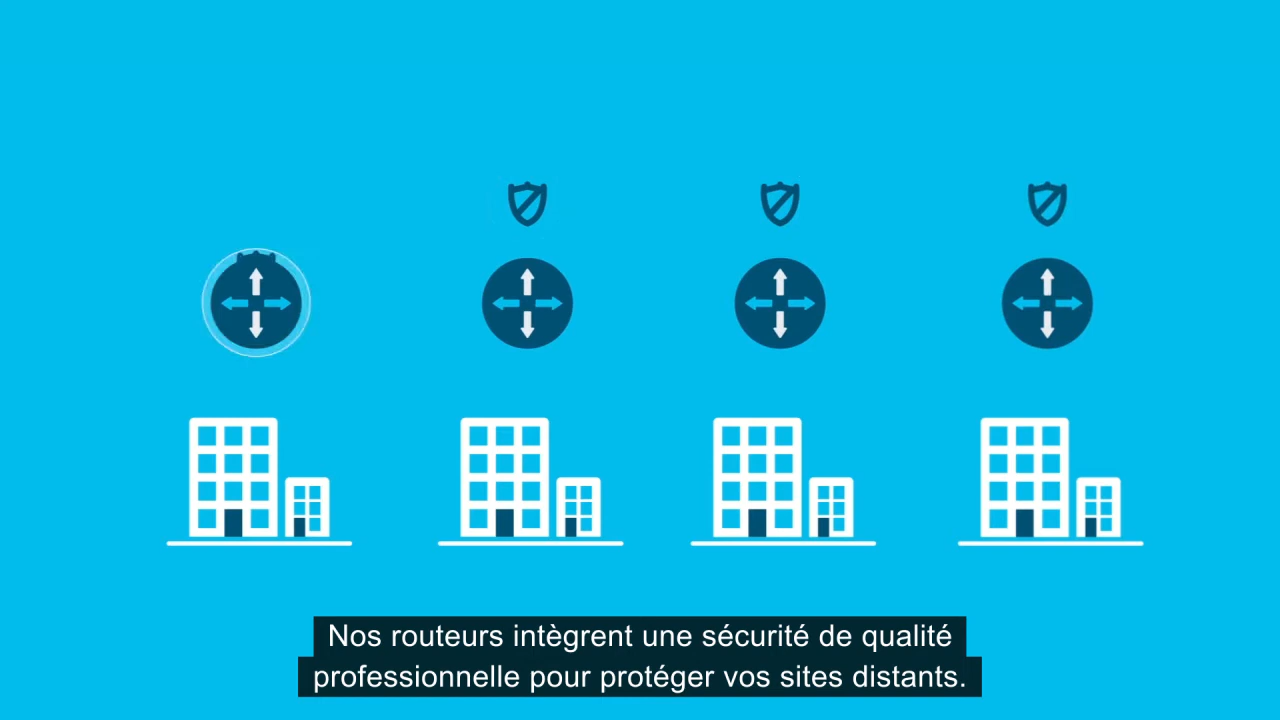 Nos routeurs intègrent une sécurité de qualité
professionnelle pour protéger vos sites distants.